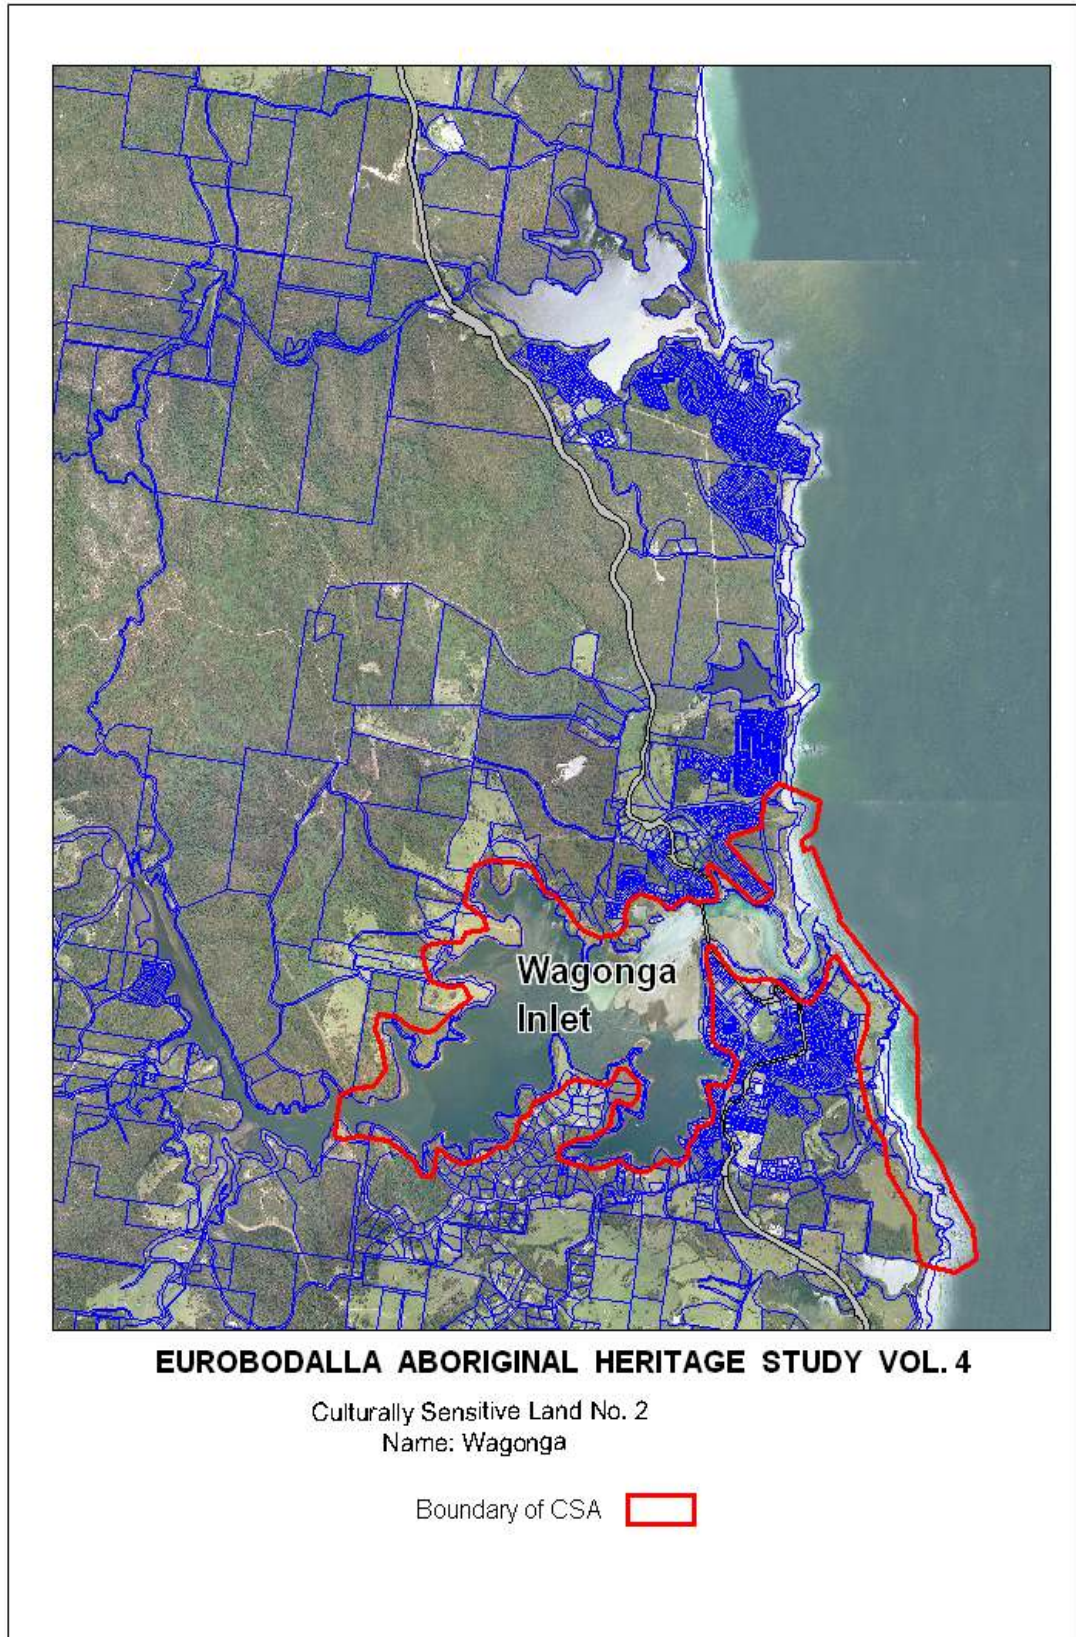 Wagonga
Inlet
EUROBODALLA ABORIGINAL HERITAGE STUDY VOL. 4
Culturally Sensitive Land No. 2
Name: Wagonga
Boundary of CSA